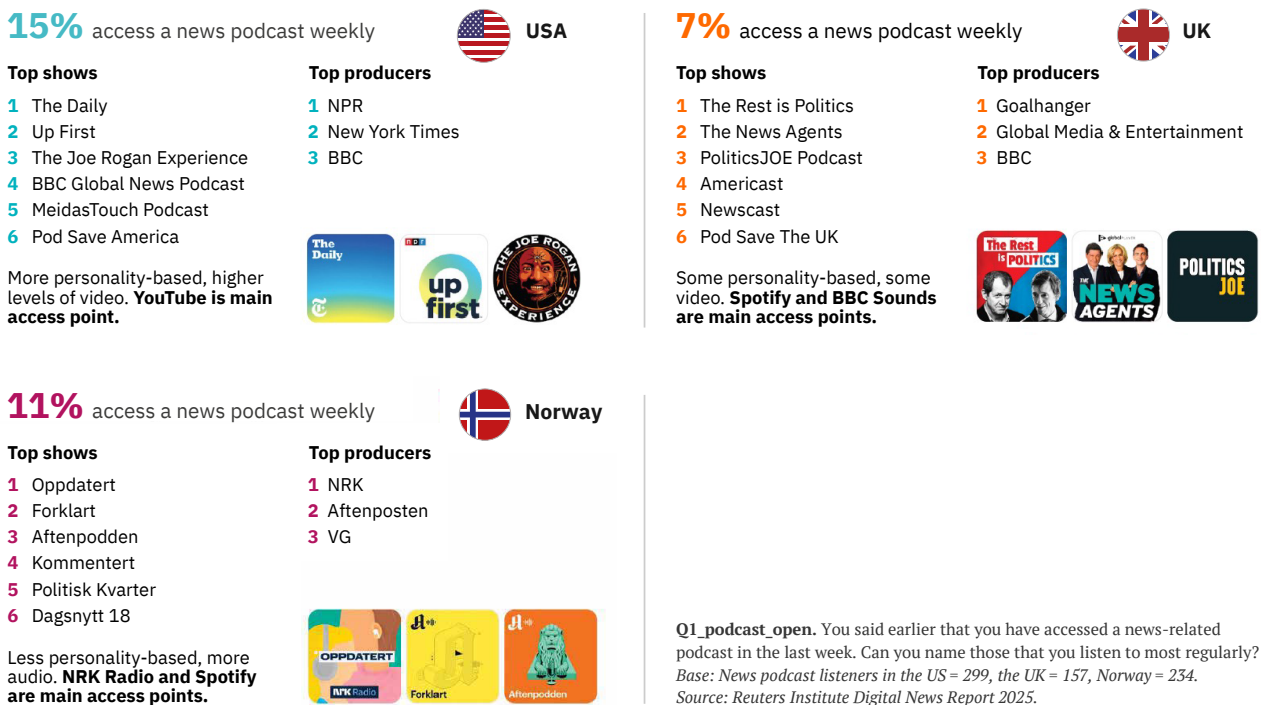 15% access a news podcast weekly
USA
Top shows
1 The Daily
2 Up First
3 The Joe Rogan Experience
4 BBC Global News Podcast
5 MeidasTouch Podcast
6 Pod Save America
More personality-based, higher
levels of video. YouTube is main
access point.
Top producers
1 NPR
2 New York Times
3 BBC
The
Daily
npr
up
first
THE JOE ROGAN
EXPERIENCE
7% access a news podcast weekly
UK
Top shows
1 The Rest is Politics
2 The News Agents
3 PoliticsJOE Podcast
4 Americast
5 Newscast
6 Pod Save The UK
Some personality-based, some
video. Spotify and BBC Sounds
are main access points.
Top producers
1 Goalhanger
2 Global Media & Entertainment
3 BBC
The Rest
is POLITICS
global
THE
NEWS
AGENTS
POLITICS
JOE
11% access a news podcast weekly
Norway
Top shows
1 Oppdatert
2 Forklart
3 Aftenpodden
4 Kommentert
5 Politisk Kvarter
6 Dagsnytt 18
Less personality-based, more
audio. NRK Radio and Spotify
are main access points.
Top producers
1 NRK
2 Aftenposten
3 VG
OPPDATERT
NRK Radio
Forklart
Aftenpodden
Q1_podcast_open. You said earlier that you have accessed a news-related
podcast in the last week. Can you name those that you listen to most regularly?
Base: News podcast listeners in the US = 299, the UK = 157, Norway = 234.
Source: Reuters Institute Digital News Report 2025.